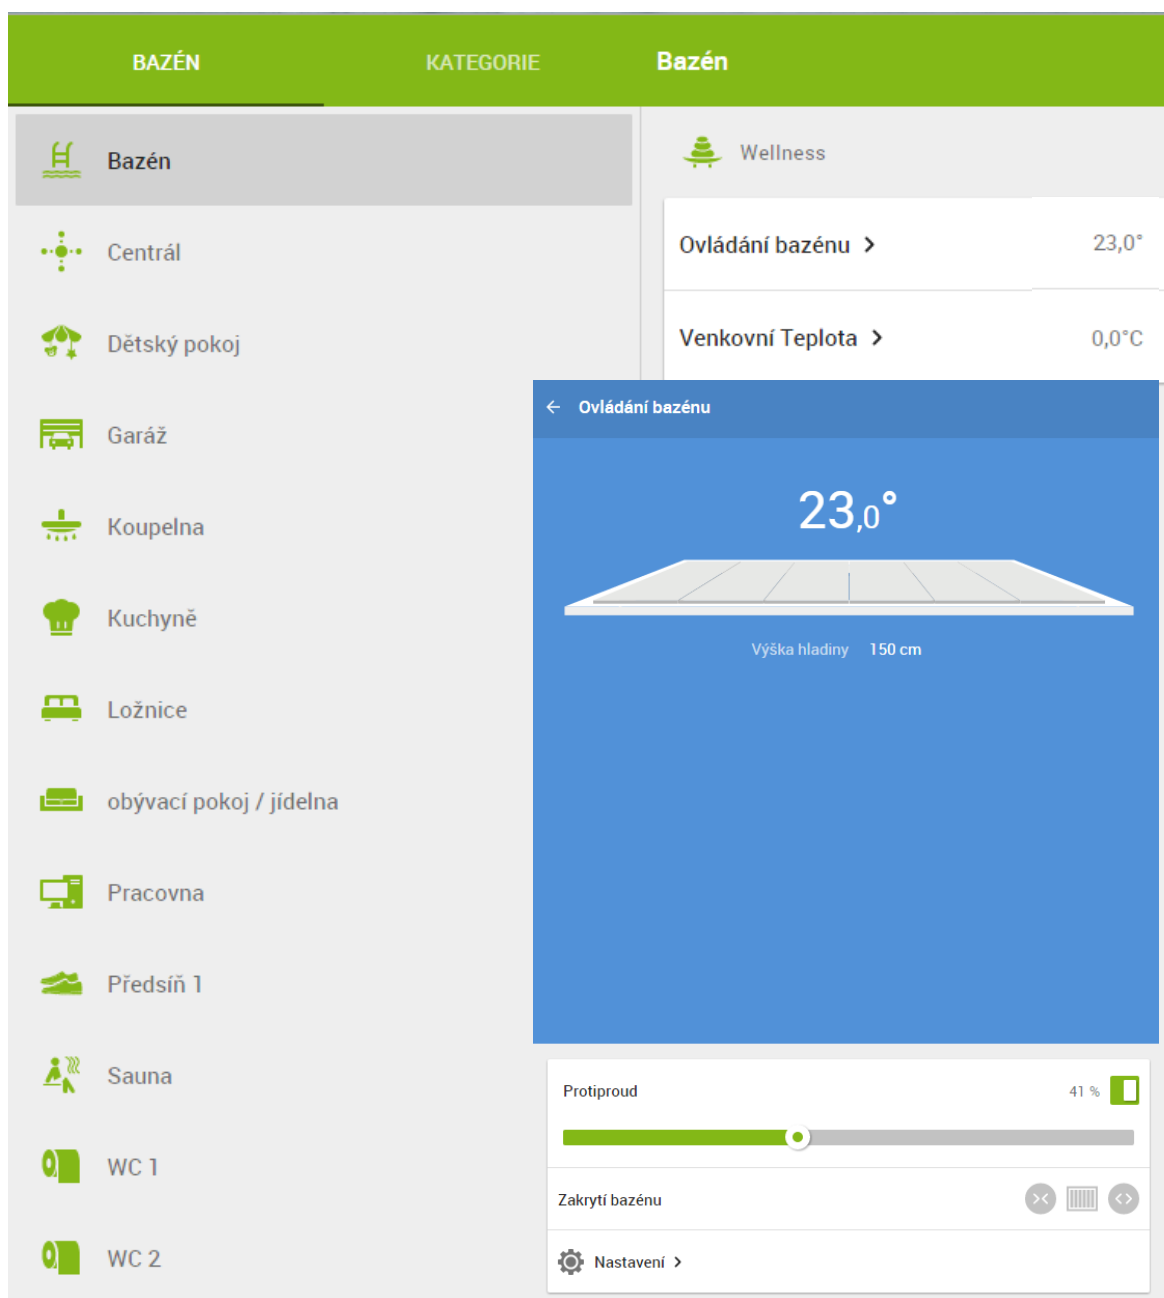 BAZÉN
KATEGORIE
Bazén
Bazén
Centrál
Dětský pokoj
Garáž
Koupelna
Kuchyně
Ložnice
obývací pokoj / jídelna
Pracovna
Předsíň 1
Sauna
WC 1
WC 2
Wellness
Ovládání bazénu
23,0°
Venkovní Teplota
0,0°C
Ovládání bazénu
23,0°
Výška hladiny 150 cm
Protiproud 41 %
Zakrytí bazénu
Nastavení